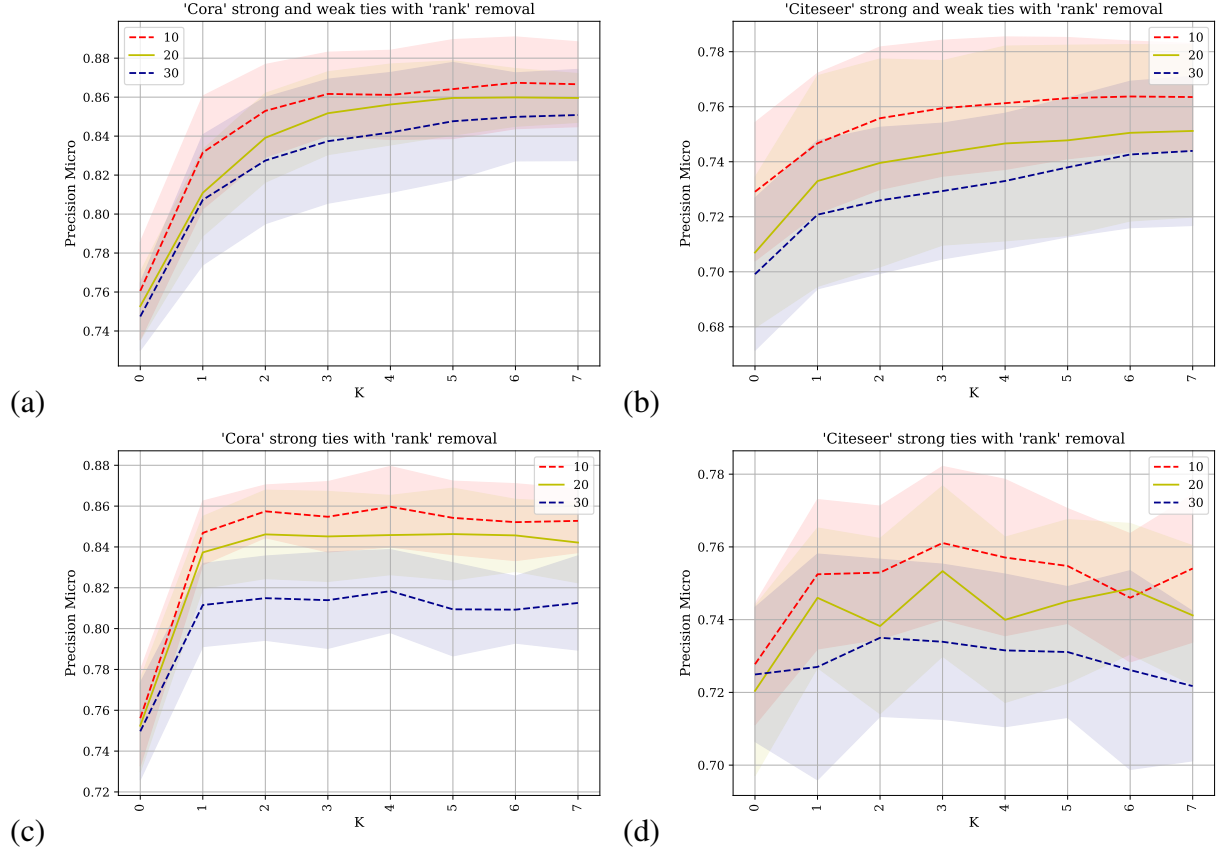 'Cora' strong and weak ties with 'rank' removal
10
20
30
0.88
0.86
0.84
0.82
0.80
0.78
0.76
0.74
Precision Micro
0 1 2 3 4 5 6 7
K
(a)
'Citeseer' strong and weak ties with 'rank' removal
10
20
30
0.78
0.76
0.74
0.72
0.70
0.68
Precision Micro
0 1 2 3 4 5 6 7
K
(b)
'Cora' strong ties with 'rank' removal
10
20
30
0.88
0.86
0.84
0.82
0.80
0.78
0.76
0.74
0.72
Precision Micro
0 1 2 3 4 5 6 7
K
(c)
'Citeseer' strong ties with 'rank' removal
10
20
30
0.78
0.76
0.74
0.72
0.70
Precision Micro
0 1 2 3 4 5 6 7
K
(d)